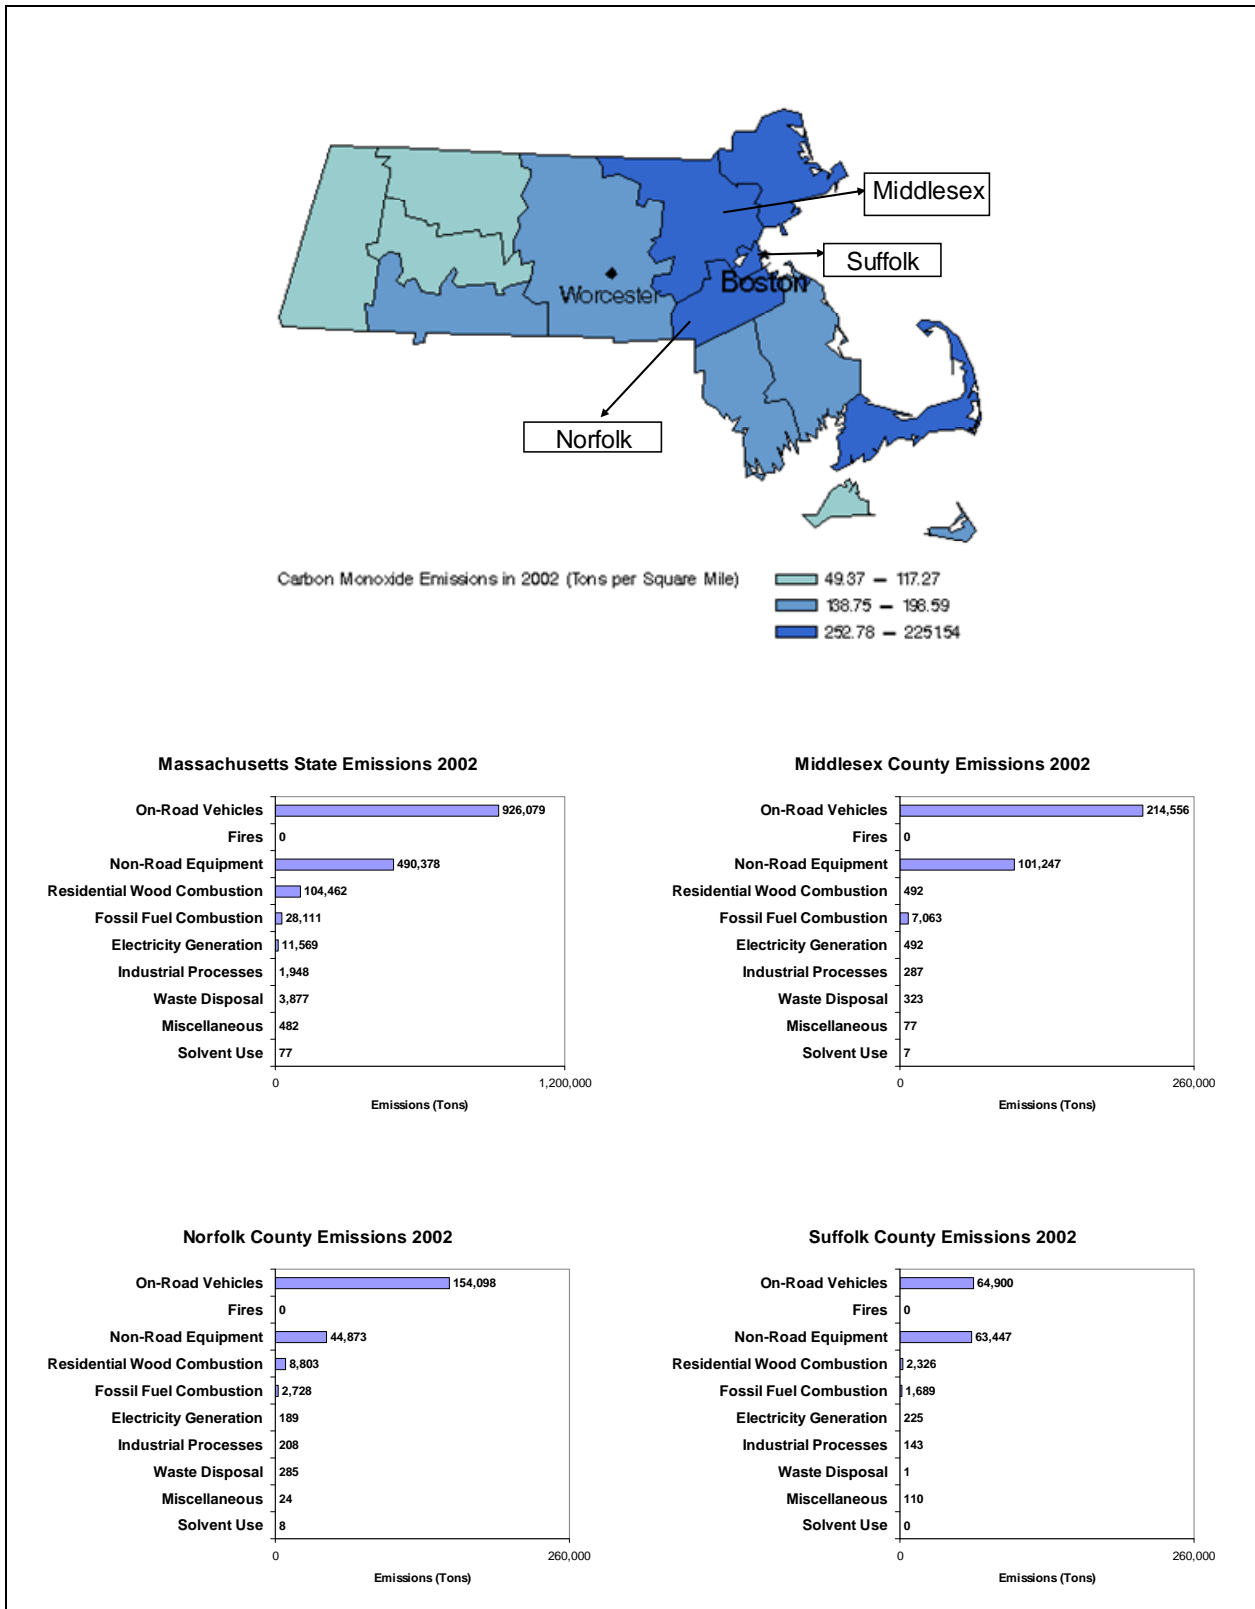 Middlesex
Suffolk
Boston
Worcester
Norfolk
Carbon Monoxide Emissions in 2002 (Tons per Square Mile)
49.37 – 117.27
138.75 – 198.59
252.78 – 2251.54
Massachusetts State Emissions 2002
On-Road Vehicles 926,079
Fires 0
Non-Road Equipment 490,378
Residential Wood Combustion 104,462
Fossil Fuel Combustion 28,111
Electricity Generation 11,569
Industrial Processes 1,948
Waste Disposal 3,877
Miscellaneous 482
Solvent Use 77
0 1,200,000
Emissions (Tons)
Middlesex County Emissions 2002
On-Road Vehicles 214,556
Fires 0
Non-Road Equipment 101,247
Residential Wood Combustion 492
Fossil Fuel Combustion 7,063
Electricity Generation 492
Industrial Processes 287
Waste Disposal 323
Miscellaneous 77
Solvent Use 7
0 260,000
Emissions (Tons)
Norfolk County Emissions 2002
On-Road Vehicles 154,098
Fires 0
Non-Road Equipment 44,873
Residential Wood Combustion 8,803
Fossil Fuel Combustion 2,728
Electricity Generation 189
Industrial Processes 208
Waste Disposal 285
Miscellaneous 24
Solvent Use 8
0 260,000
Emissions (Tons)
Suffolk County Emissions 2002
On-Road Vehicles 64,900
Fires 0
Non-Road Equipment 63,447
Residential Wood Combustion 2,326
Fossil Fuel Combustion 1,689
Electricity Generation 225
Industrial Processes 143
Waste Disposal 1
Miscellaneous 110
Solvent Use 0
0 260,000
Emissions (Tons)